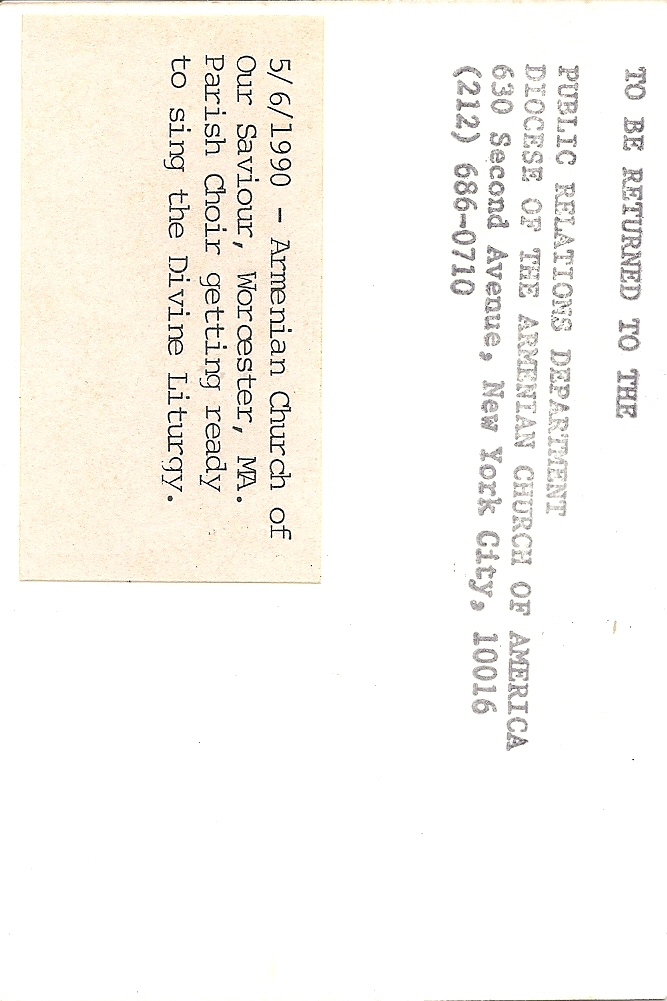 TO BE RETURNED TO THE
PUBLIC RELATIONS DEPARTMENT
DIOCESE OF THE ARMENIAN CHURCH OF AMERICA
630 Second Avenue, New York City, 10016
(212) 686-0710
5/6/1990 - Armenian Church of
Our Saviour, Worcester, MA.
Parish Choir getting ready
to sing the Divine Liturgy.